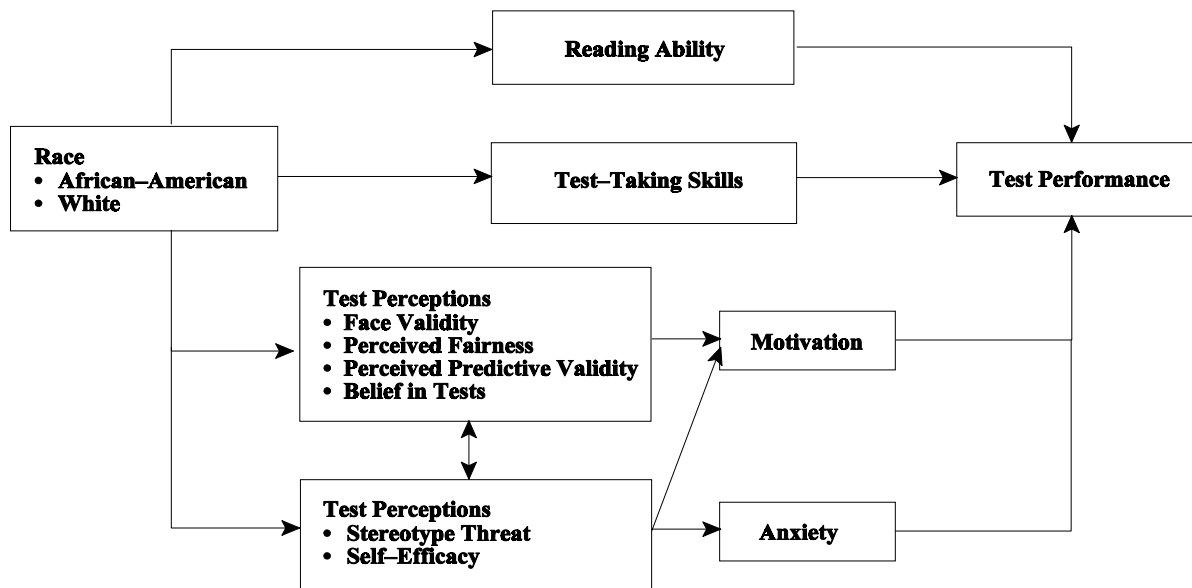 Reading Ability
Race
• African–American
• White
Test–Taking Skills
Test Performance
Test Perceptions
• Face Validity
• Perceived Fairness
• Perceived Predictive Validity
• Belief in Tests
Motivation
Test Perceptions
• Stereotype Threat
• Self–Efficacy
Anxiety